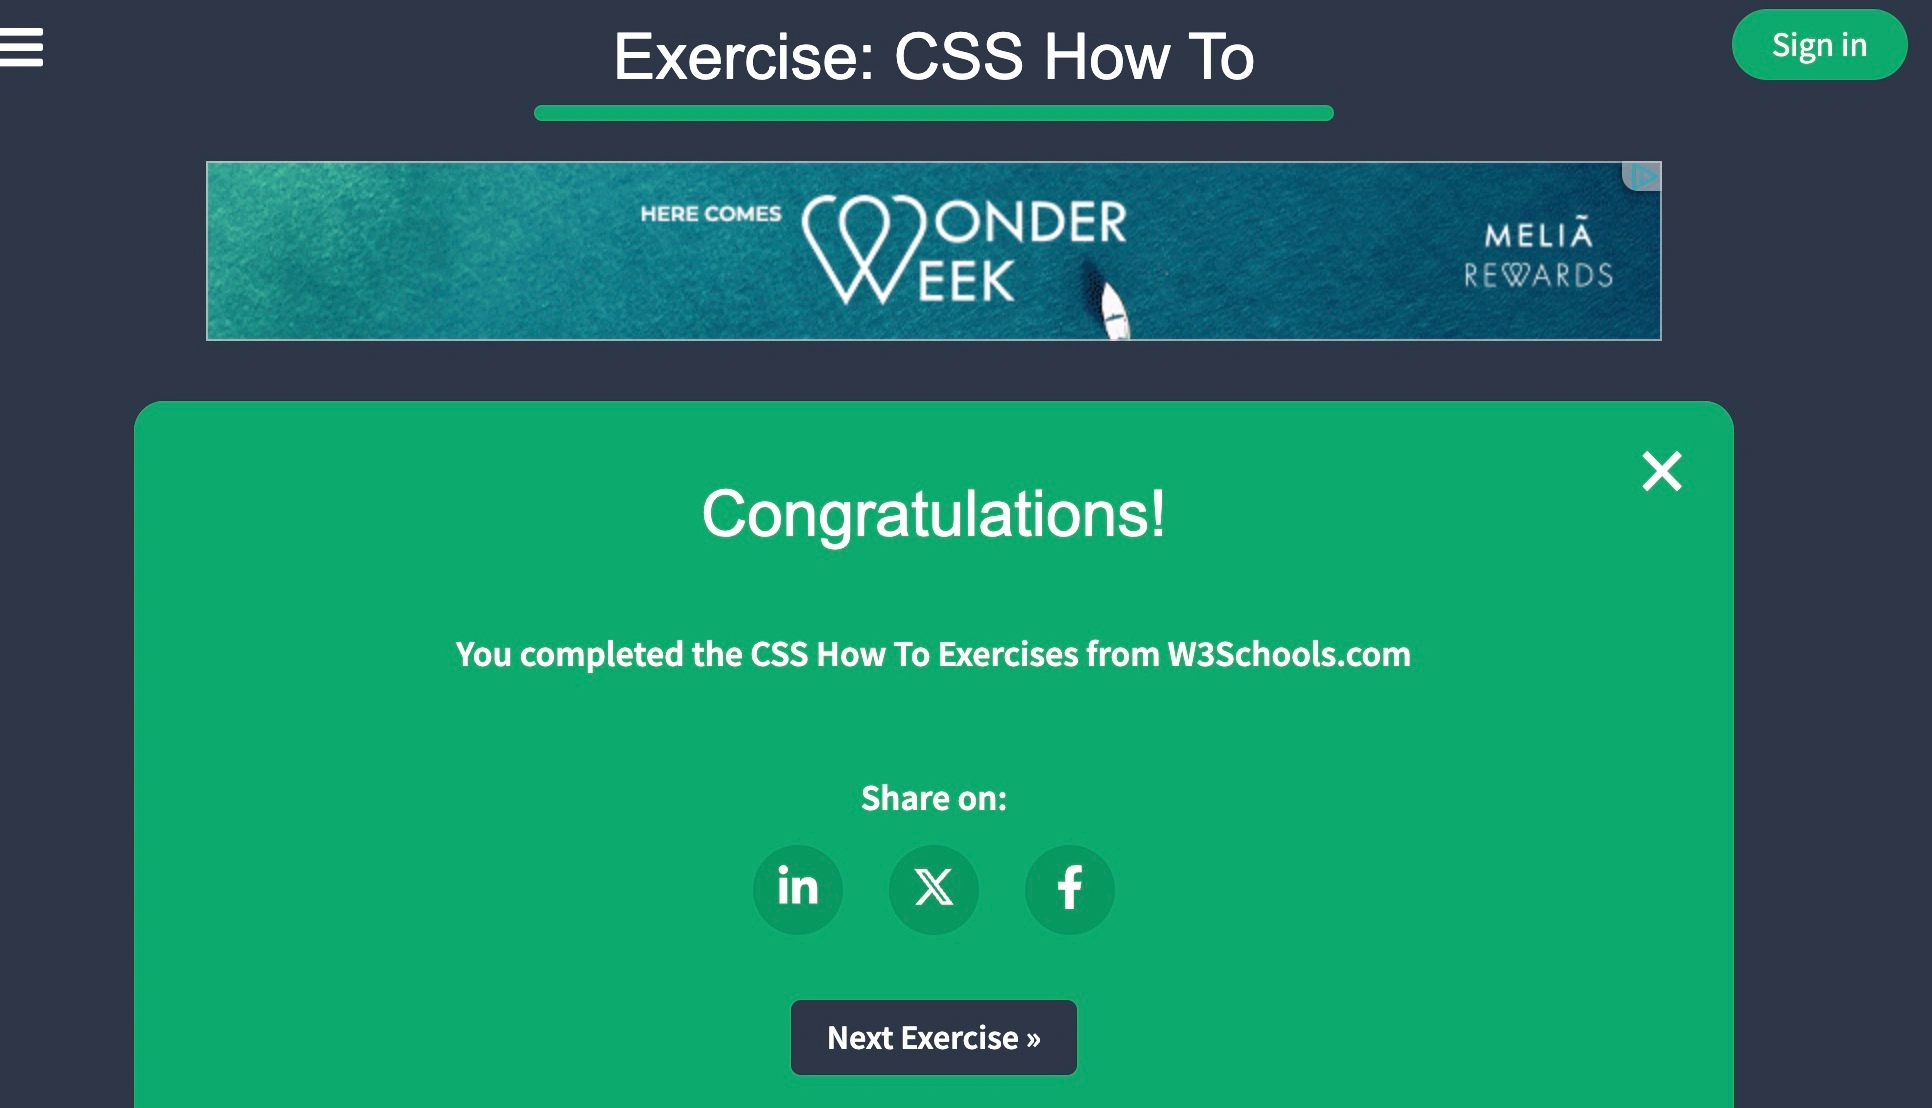 Exercise: CSS How To
Sign in
HERE COMES WONDER
WEEK
MELIÃ
REWARDS
Congratulations!
You completed the CSS How To Exercises from W3Schools.com
Share on:
in X f
Next Exercise »